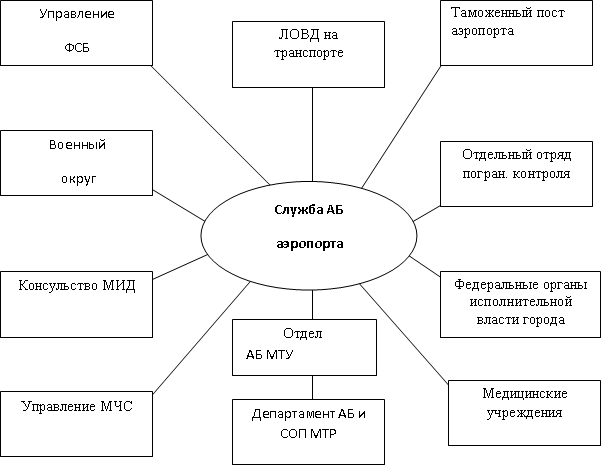 Управление
ФСБ
ЛОВД на
транспорте
Таможенный пост
аэропорта
Военный
округ
Отдельный отряд
погран. контроля
Служба АБ
аэропорта
Консульство МИД
Федеральные органы
исполнительной
власти города
Отдел
АБ МТУ
Управление МЧС
Департамент АБ и
СОП МТР
Медицинские
учреждения